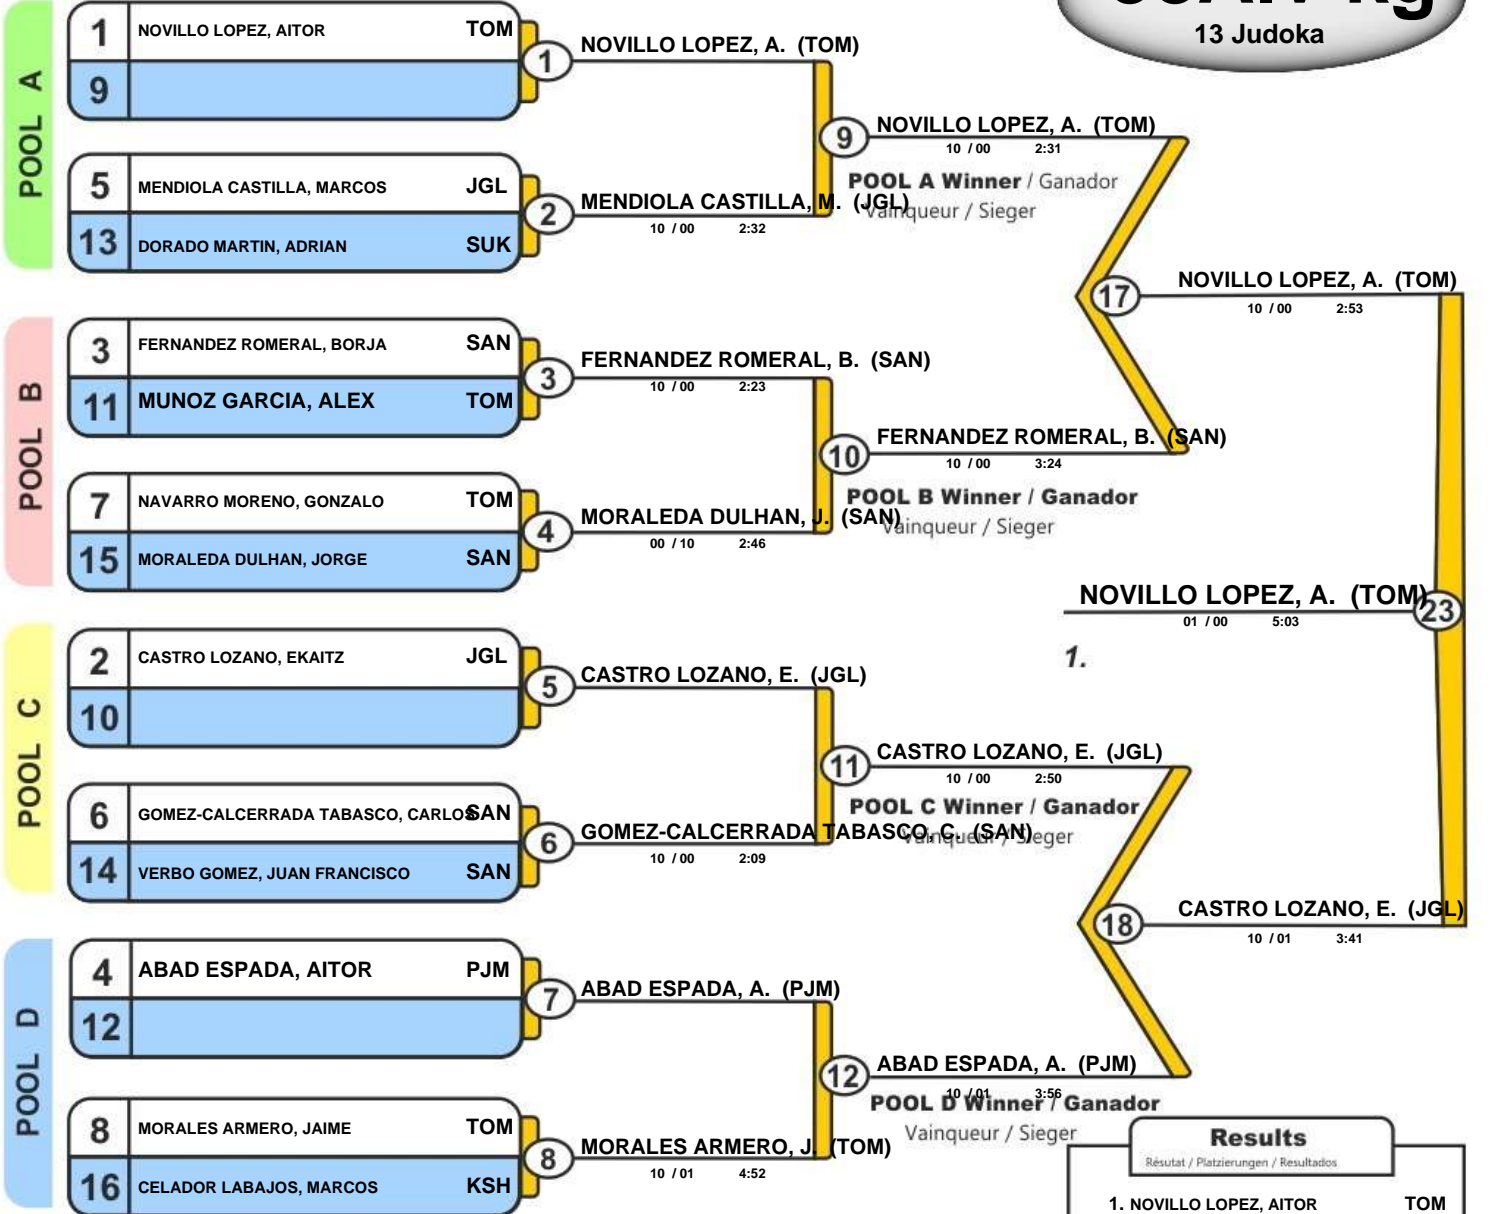 13 Judoka
POOL A
1 NOVILLO LOPEZ, AITOR TOM
9
1 NOVILLO LOPEZ, A. (TOM)
5 MENDIOLA CASTILLA, MARCOS JGL
13 DORADO MARTIN, ADRIAN SUK
2 MENDIOLA CASTILLA, M. (JGL)
10 / 00 2:32
9 NOVILLO LOPEZ, A. (TOM)
10 / 00 2:31
POOL A Winner / Ganador
Vainqueur / Sieger
POOL B
3 FERNANDEZ ROMERAL, BORJA SAN
11 MUNOZ GARCIA, ALEX TOM
3 FERNANDEZ ROMERAL, B. (SAN)
10 / 00 2:23
7 NAVARRO MORENO, GONZALO TOM
15 MORALEDA DULHAN, JORGE SAN
4 MORALEDA DULHAN, J. (SAN)
00 / 10 2:46
10 FERNANDEZ ROMERAL, B. (SAN)
10 / 00 3:24
POOL B Winner / Ganador
Vainqueur / Sieger
17 NOVILLO LOPEZ, A. (TOM)
10 / 00 2:53
NOVILLO LOPEZ, A. (TOM) 23
01 / 00 5:03
1.
POOL C
2 CASTRO LOZANO, EKAITZ JGL
10
5 CASTRO LOZANO, E. (JGL)
6 GOMEZ-CALCERRADA TABASCO, CARLOS SAN
14 VERBO GOMEZ, JUAN FRANCISCO SAN
6 GOMEZ-CALCERRADA TABASCO, C. (SAN)
10 / 00 2:09
11 CASTRO LOZANO, E. (JGL)
10 / 00 2:50
POOL C Winner / Ganador
Vainqueur / Sieger
18 CASTRO LOZANO, E. (JGL)
10 / 01 3:41
POOL D
4 ABAD ESPADA, AITOR PJM
12
7 ABAD ESPADA, A. (PJM)
8 MORALES ARMERO, JAIME TOM
16 CELADOR LABAJOS, MARCOS KSH
8 MORALES ARMERO, J. (TOM)
10 / 01 4:52
12 ABAD ESPADA, A. (PJM)
10 / 01 3:56
POOL D Winner / Ganador
Vainqueur / Sieger
Results
Résutat / Platzierungen / Resultados
1. NOVILLO LOPEZ, AITOR TOM